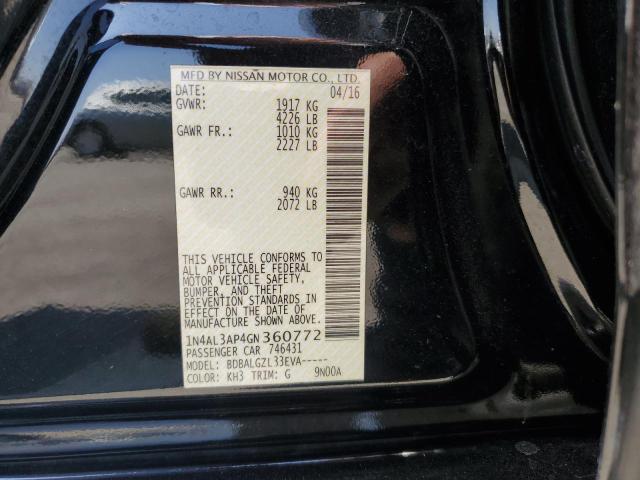 MFD BY NISSAN MOTOR CO., LTD.
DATE: 04/16
GVWR: 1917 KG
4226 LB
GAWR FR.: 1010 KG
2227 LB
GAWR RR.: 940 KG
2072 LB
THIS VEHICLE CONFORMS TO
ALL APPLICABLE FEDERAL
MOTOR VEHICLE SAFETY,
BUMPER, AND THEFT
PREVENTION STANDARDS IN
EFFECT ON THE DATE OF
MANUFACTURE SHOWN ABOVE.
1N4AL3AP4GN360772
PASSENGER CAR 746431
MODEL: BDBALGZL33EVA-----
COLOR: KH3 TRIM: G 9N00A